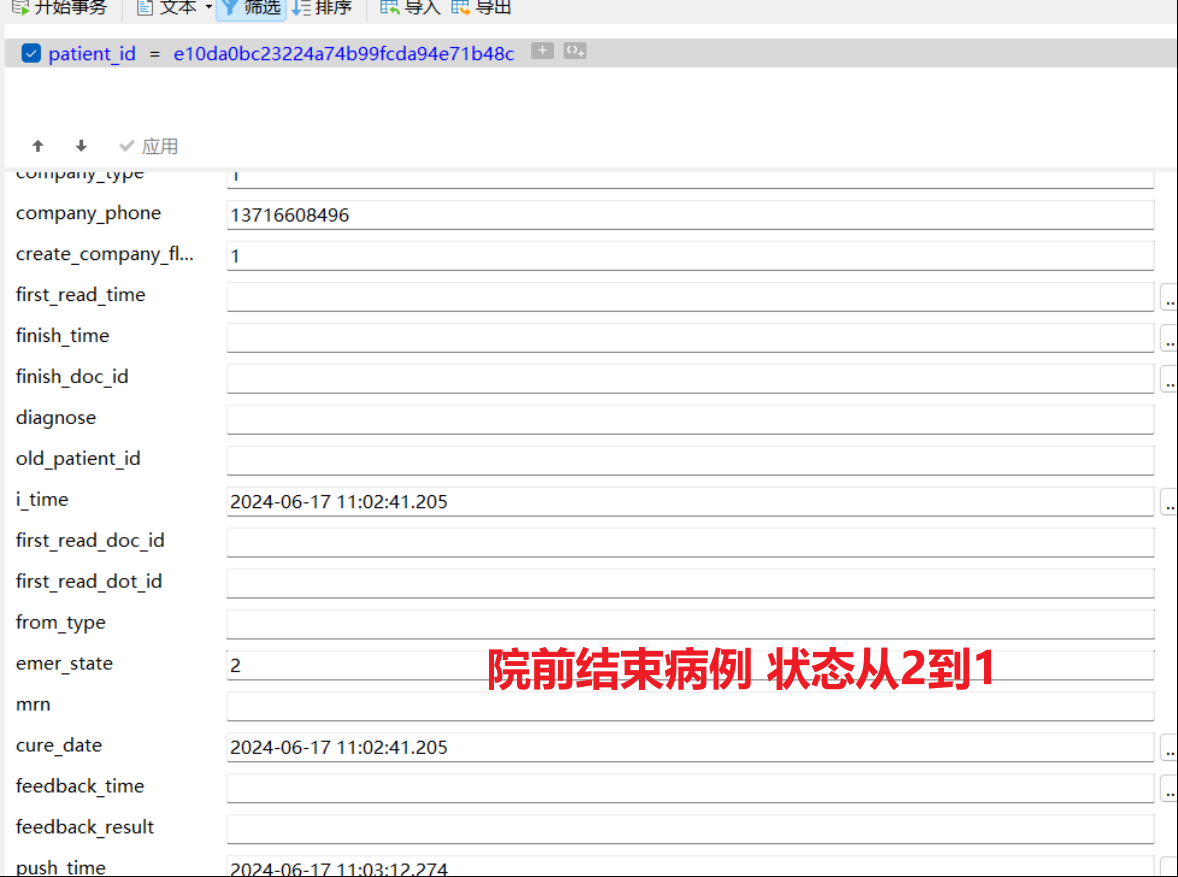 开始事务 文本 筛选 排序 导入 导出
patient_id = e10da0bc23224a74b99fcda94e71b48c
应用
company_type 1
company_phone 13716608496
create_company_fl... 1
first_read_time
finish_time
finish_doc_id
diagnose
old_patient_id
i_time 2024-06-17 11:02:41.205
first_read_doc_id
first_read_dot_id
from_type
emer_state 2 院前结束病例 状态从2到1
mrn
cure_date 2024-06-17 11:02:41.205
feedback_time
feedback_result
push_time 2024-06-17 11:03:12.274